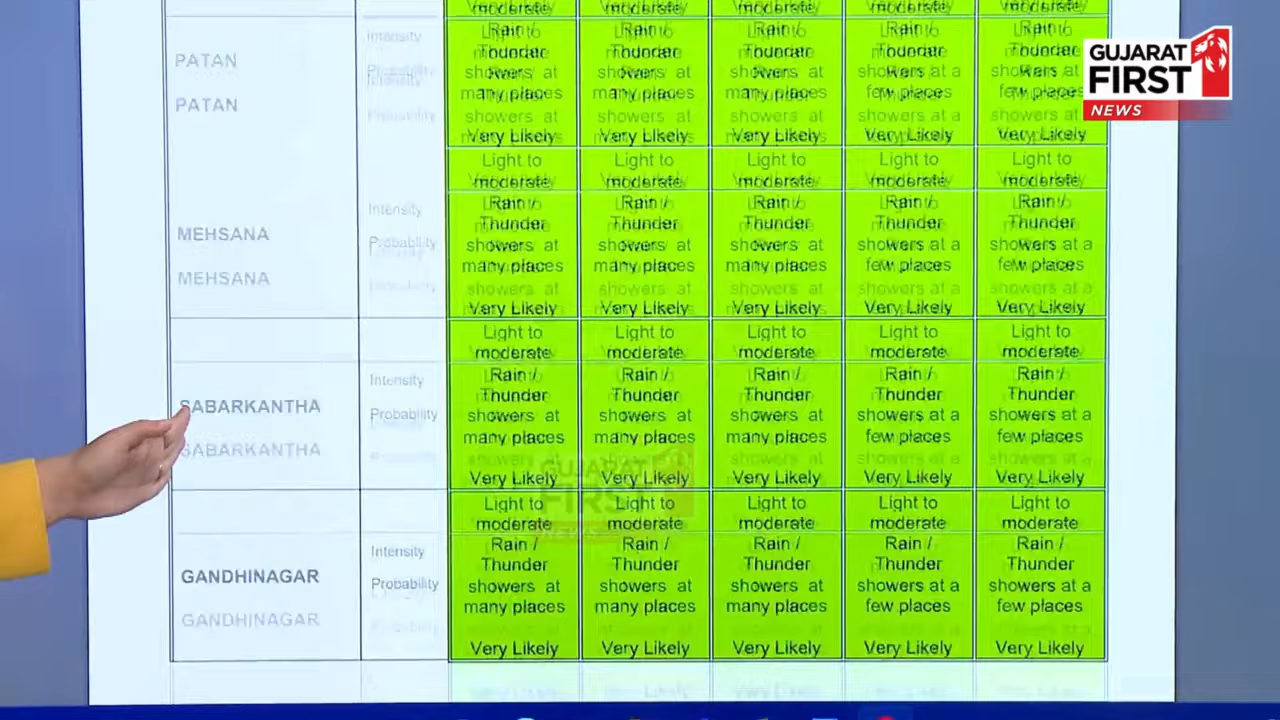 GUJARAT
FIRST 1
NEWS
moderate moderate moderate moderate moderate
PATAN Intensity Rain / Rain / Rain / Rain / Rain /
Thunder Thunder Thunder Thunder Thunder
Probability showers at showers at showers at showers at a showers at a
many places many places many places few places few places
PATAN
Very Likely Very Likely Very Likely Very Likely Very Likely
Light to Light to Light to Light to Light to
moderate moderate moderate moderate moderate
Intensity Rain / Rain / Rain / Rain / Rain /
Thunder Thunder Thunder Thunder Thunder
MEHSANA Probability showers at showers at showers at showers at a showers at a
many places many places many places few places few places
MEHSANA
Very Likely Very Likely Very Likely Very Likely Very Likely
Light to Light to Light to Light to Light to
moderate moderate moderate moderate moderate
Intensity Rain / Rain / Rain / Rain / Rain /
Thunder Thunder Thunder Thunder Thunder
SABARKANTHA Probability showers at showers at showers at showers at a showers at a
many places many places many places few places few places
SABARKANTHA
Very Likely Very Likely Very Likely Very Likely Very Likely
GUJARAT
FIRST
NEWS
Light to Light to Light to Light to Light to
moderate moderate moderate moderate moderate
Intensity Rain / Rain / Rain / Rain / Rain /
Thunder Thunder Thunder Thunder Thunder
GANDHINAGAR Probability showers at showers at showers at showers at a showers at a
many places many places many places few places few places
GANDHINAGAR
Very Likely Very Likely Very Likely Very Likely Very Likely